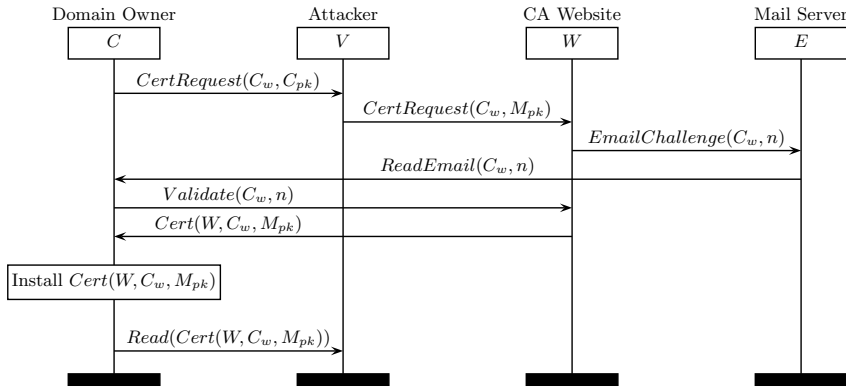 Domain Owner Attacker CA Website Mail Server
C V W E
CertRequest(C_w, C_pk)
CertRequest(C_w, M_pk)
EmailChallenge(C_w, n)
ReadEmail(C_w, n)
Validate(C_w, n)
Cert(W, C_w, M_pk)
Install Cert(W, C_w, M_pk)
Read(Cert(W, C_w, M_pk))